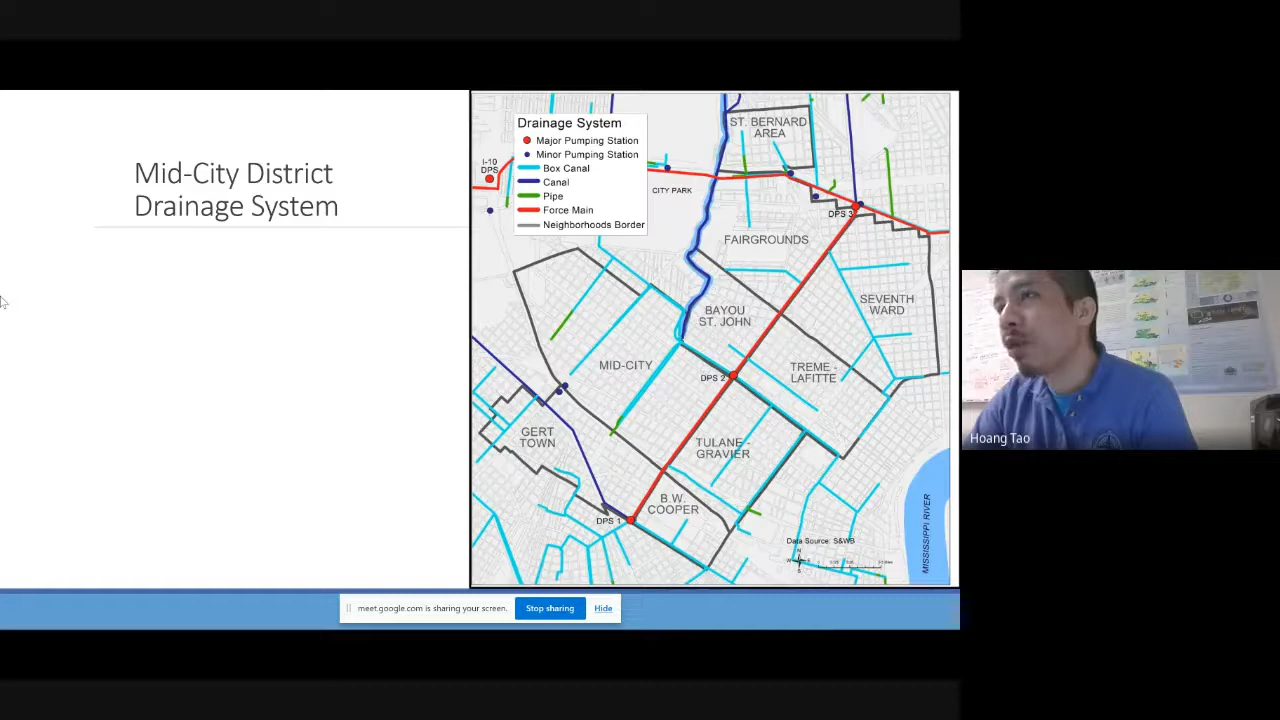 Mid-City District
Drainage System
Drainage System
Major Pumping Station
Minor Pumping Station
Box Canal
Canal
Pipe
Force Main
Neighborhoods Border
I-10
DPS
CITY PARK
ST. BERNARD
AREA
DPS 3
FAIRGROUNDS
BAYOU
ST. JOHN
SEVENTH
WARD
MID-CITY
DPS 2
TREME -
LAFITTE
GERT
TOWN
TULANE -
GRAVIER
B.W.
COOPER
DPS 1
MISSISSIPPI RIVER
Data Source: S&WB
Hoang Tao
meet.google.com is sharing your screen.
Stop sharing
Hide